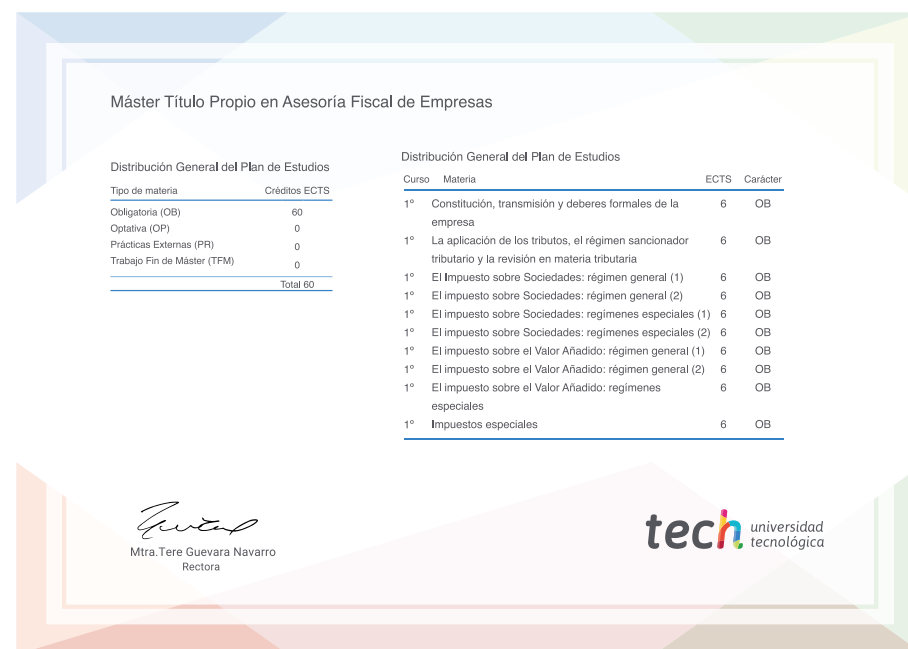 Máster Título Propio en Asesoría Fiscal de Empresas
Distribución General del Plan de Estudios
Tipo de materia Créditos ECTS
Obligatoria (OB) 60
Optativa (OP) 0
Prácticas Externas (PR) 0
Trabajo Fin de Máster (TFM) 0
Total 60
Distribución General del Plan de Estudios
Curso Materia ECTS Carácter
1º Constitución, transmisión y deberes formales de la 6 OB
empresa
1º La aplicación de los tributos, el régimen sancionador 6 OB
tributario y la revisión en materia tributaria
1º El Impuesto sobre Sociedades: régimen general (1) 6 OB
1º El impuesto sobre Sociedades: régimen general (2) 6 OB
1º El impuesto sobre Sociedades: regímenes especiales (1) 6 OB
1º El impuesto sobre Sociedades: regímenes especiales (2) 6 OB
1º El impuesto sobre el Valor Añadido: régimen general (1) 6 OB
1º El impuesto sobre el Valor Añadido: régimen general (2) 6 OB
1º El impuesto sobre el Valor Añadido: regímenes 6 OB
especiales
1º Impuestos especiales 6 OB
Mtra.Tere Guevara Navarro
Rectora
tech universidad
tecnológica